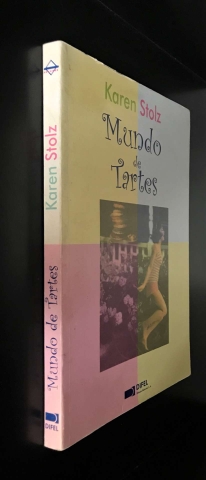 Karen Stolz
Mundo
de
Tartes
DIFEL
Karen Stolz
Mundo de Tartes
DIFEL